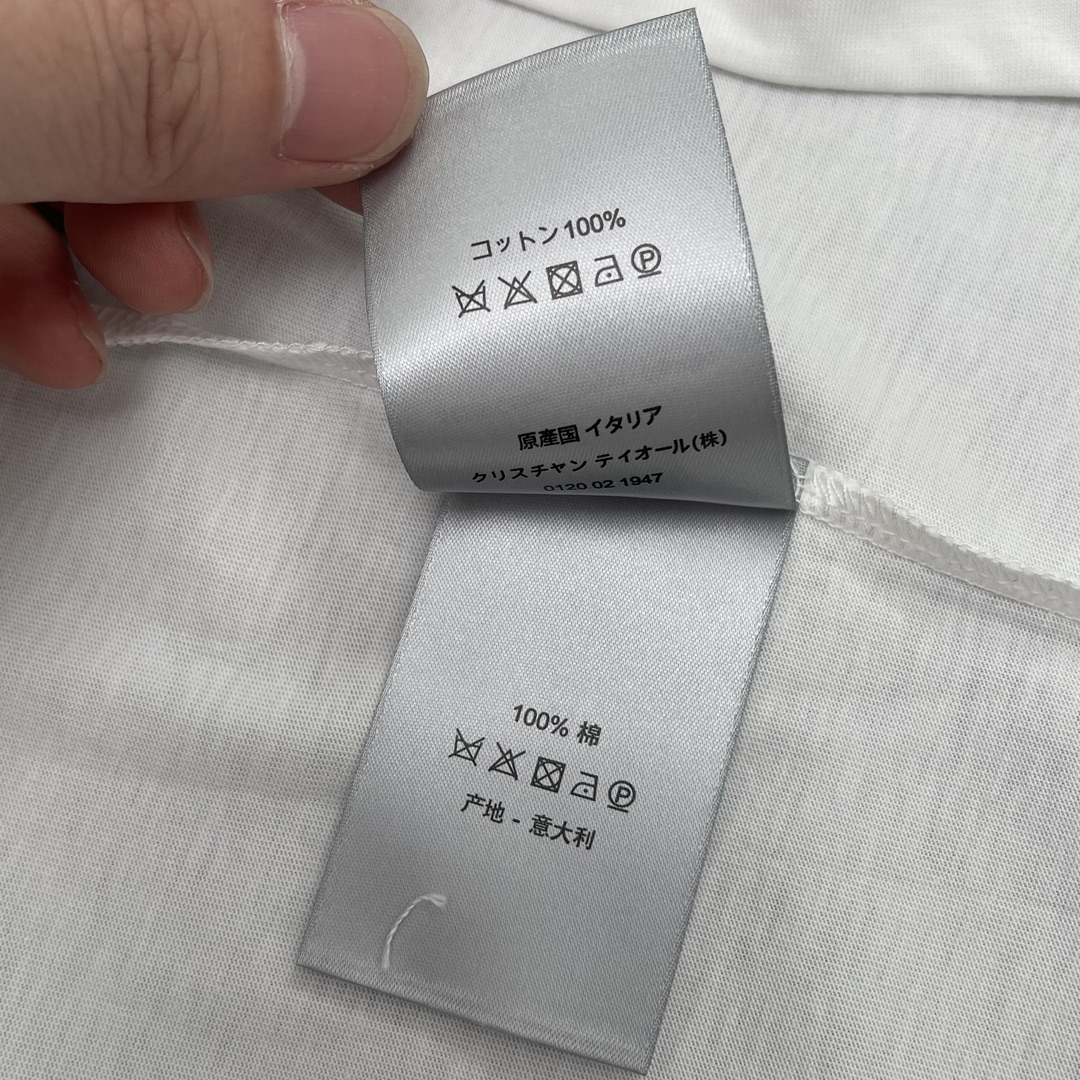 コットン100%
P
原産国 イタリア
クリスチャン テイオール(株)
0120 02 1947
100% 棉
P
产地 - 意大利